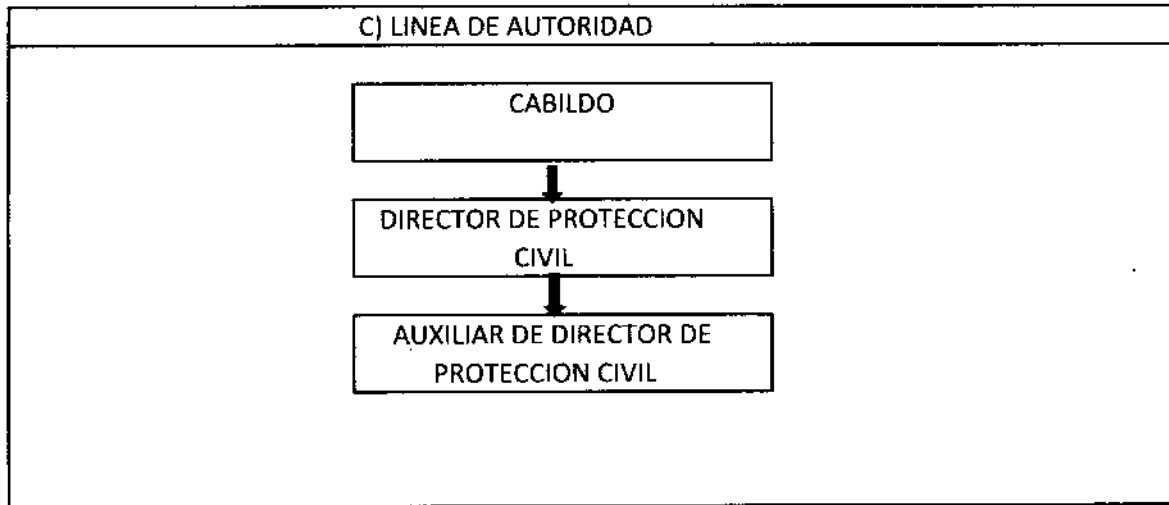 C) LINEA DE AUTORIDAD
CABILDO
DIRECTOR DE PROTECCION
CIVIL
AUXILIAR DE DIRECTOR DE
PROTECCION CIVIL